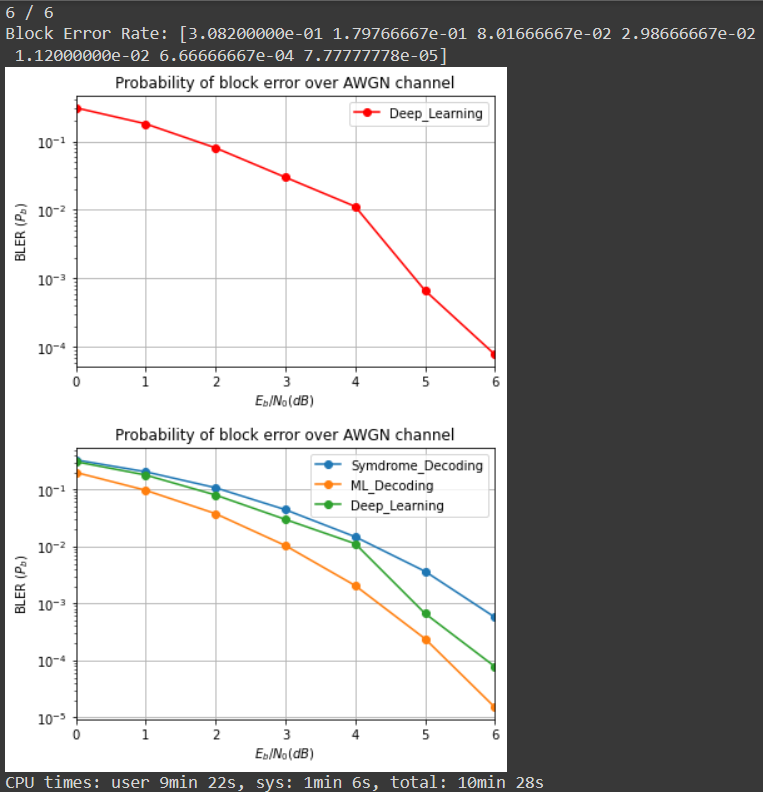 6 / 6
Block Error Rate: [3.08200000e-01 1.79766667e-01 8.01666667e-02 2.98666667e-02
1.12000000e-02 6.66666667e-04 7.77777778e-05]
Probability of block error over AWGN channel
Deep_Learning
10⁻¹
10⁻²
10⁻³
10⁻⁴
BLER (P_b)
0 1 2 3 4 5 6
E_b/N_0(dB)
Probability of block error over AWGN channel
Symdrome_Decoding
ML_Decoding
Deep_Learning
10⁻¹
10⁻²
10⁻³
10⁻⁴
10⁻⁵
BLER (P_b)
0 1 2 3 4 5 6
E_b/N_0(dB)
CPU times: user 9min 22s, sys: 1min 6s, total: 10min 28s